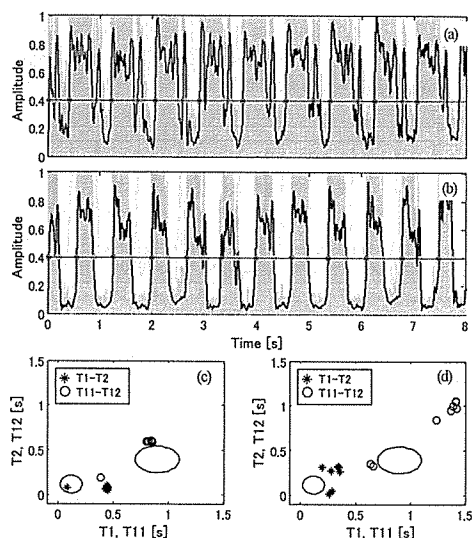 1
0.8
0.6
0.4
0.2
0
Amplitude
(a)
1
0.8
0.6
0.4
0.2
0
Amplitude
(b)
0 1 2 3 4 5 6 7 8
Time [s]
1.5
1
0.5
0
T2, T12 [s]
T1-T2
T11-T12
(c)
0 0.5 1 1.5
T1, T11 [s]
1.5
1
0.5
0
T2, T12 [s]
T1-T2
T11-T12
(d)
0 0.5 1 1.5
T1, T11 [s]